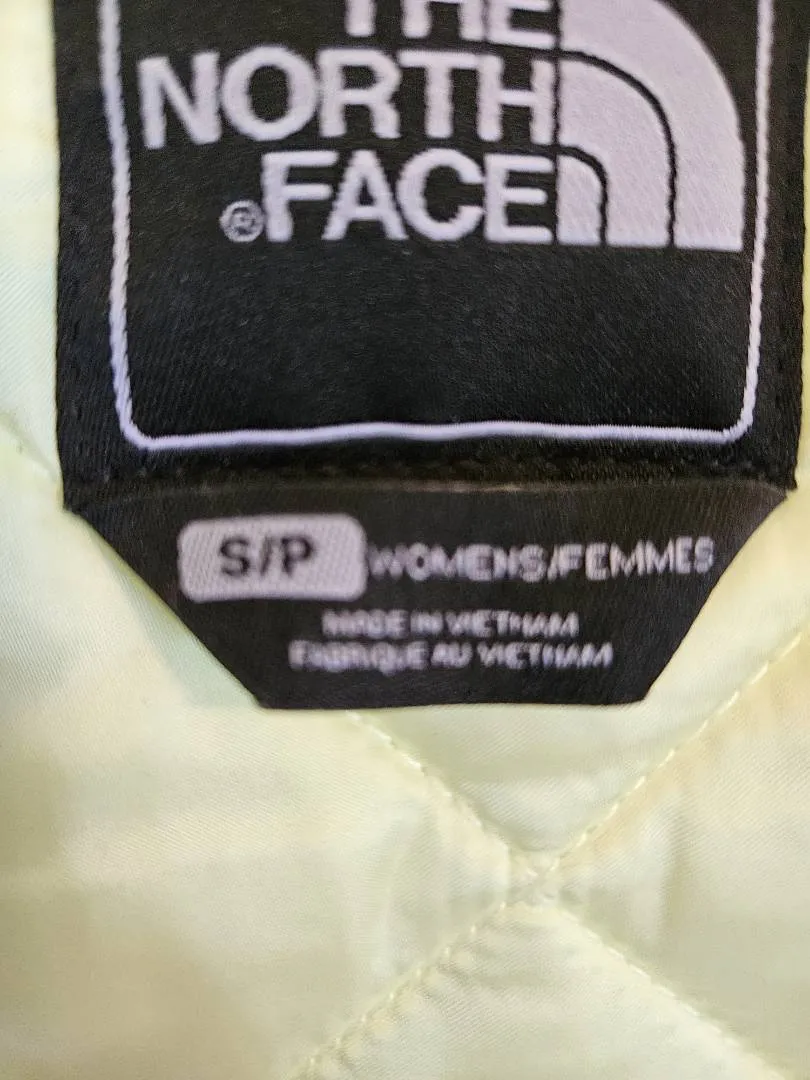 THE
NORTH
®FACE
S/P WOMENS/FEMMES
MADE IN VIETNAM
FABRIQUE AU VIETNAM